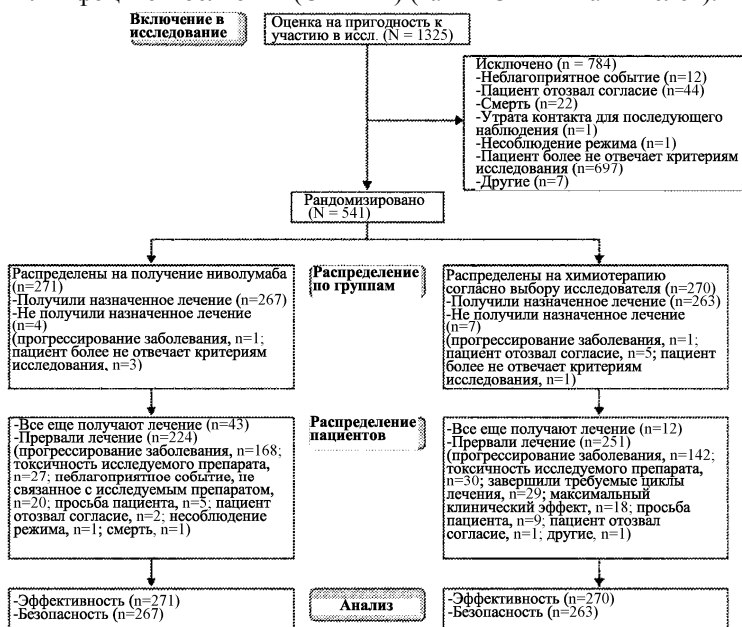 Включение в
исследование
Оценка на пригодность к
участию в иссл. (N = 1325)
Исключено (n = 784)
-Неблагоприятное событие (n=12)
-Пациент отозвал согласие (n=44)
-Смерть (n=22)
-Утрата контакта для последующего
наблюдения (n=1)
-Несоблюдение режима (n=1)
-Пациент более не отвечает критериям
исследования (n=697)
-Другие (n=7)
Рандомизировано
(N = 541)
Распределены на получение ниволумаба
(n=271)
-Получили назначенное лечение (n=267)
-Не получили назначенное лечение
(n=4)
(прогрессирование заболевания, n=1;
пациент более не отвечает критериям
исследования, n=3)
Распределение
по группам
Распределены на химиотерапию
согласно выбору исследователя (n=270)
-Получили назначенное лечение (n=263)
-Не получили назначенное лечение
(n=7)
(прогрессирование заболевания, n=1;
пациент отозвал согласие, n=5; пациент
более не отвечает критериям
исследования, n=1)
-Все еще получают лечение (n=43)
-Прервали лечение (n=224)
(прогрессирование заболевания, n=168;
токсичность исследуемого препарата,
n=27; неблагоприятное событие, не
связанное с исследуемым препаратом,
n=20; просьба пациента, n=5; пациент
отозвал согласие, n=2; несоблюдение
режима, n=1; смерть, n=1)
Распределение
пациентов
-Все еще получают лечение (n=12)
-Прервали лечение (n=251)
(прогрессирование заболевания, n=142;
токсичность исследуемого препарата,
n=30; завершили требуемые циклы
лечения, n=29; максимальный
клинический эффект, n=18; просьба
пациента, n=9; пациент отозвал
согласие, n=1; другие, n=1)
-Эффективность (n=271)
-Безопасность (n=267)
Анализ
-Эффективность (n=270)
-Безопасность (n=263)